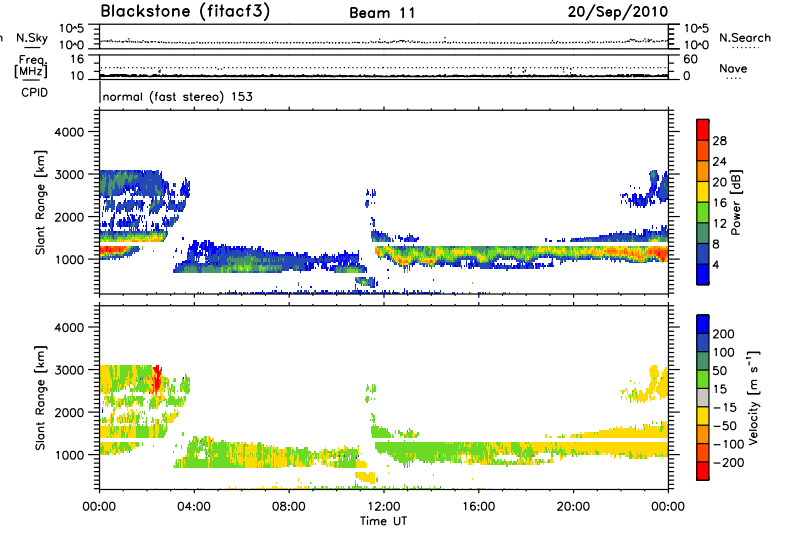 Blackstone (fitacf3) Beam 11 20/Sep/2010
10^5 10^5
N.Sky N.Search
10^0 10^0
Freq. 16 60
[MHz] Nave
10 0
CPID normal (fast stereo) 153
4000
3000
2000
1000
Slant Range [km]
28
24
20
16
12
8
4
Power [dB]
4000
3000
2000
1000
Slant Range [km]
200
100
50
15
-15
-50
-100
-200
Velocity [m s⁻¹]
00:00 04:00 08:00 12:00 16:00 20:00 00:00
Time UT